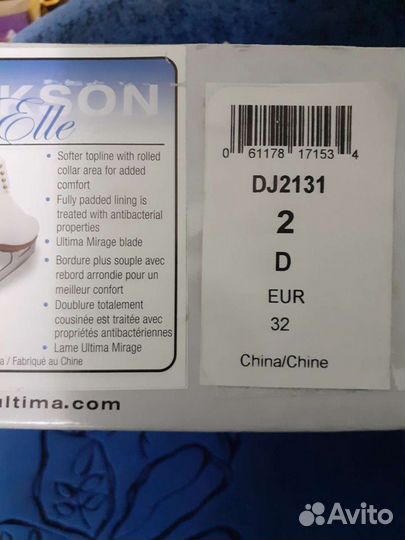 KSON
Elle
• Softer topline with rolled
collar area for added
comfort
• Fully padded lining is
treated with antibacterial
properties
• Ultima Mirage blade
• Bordure plus souple avec
rebord arrondie pour un
meilleur confort
• Doublure totalement
cousinée est traitée avec
propriétés antibactériennes
• Lame Ultima Mirage
a / Fabriqué au Chine
ultima.com
0 61178 17153 4
DJ2131
2
D
EUR
32
China/Chine
Avito